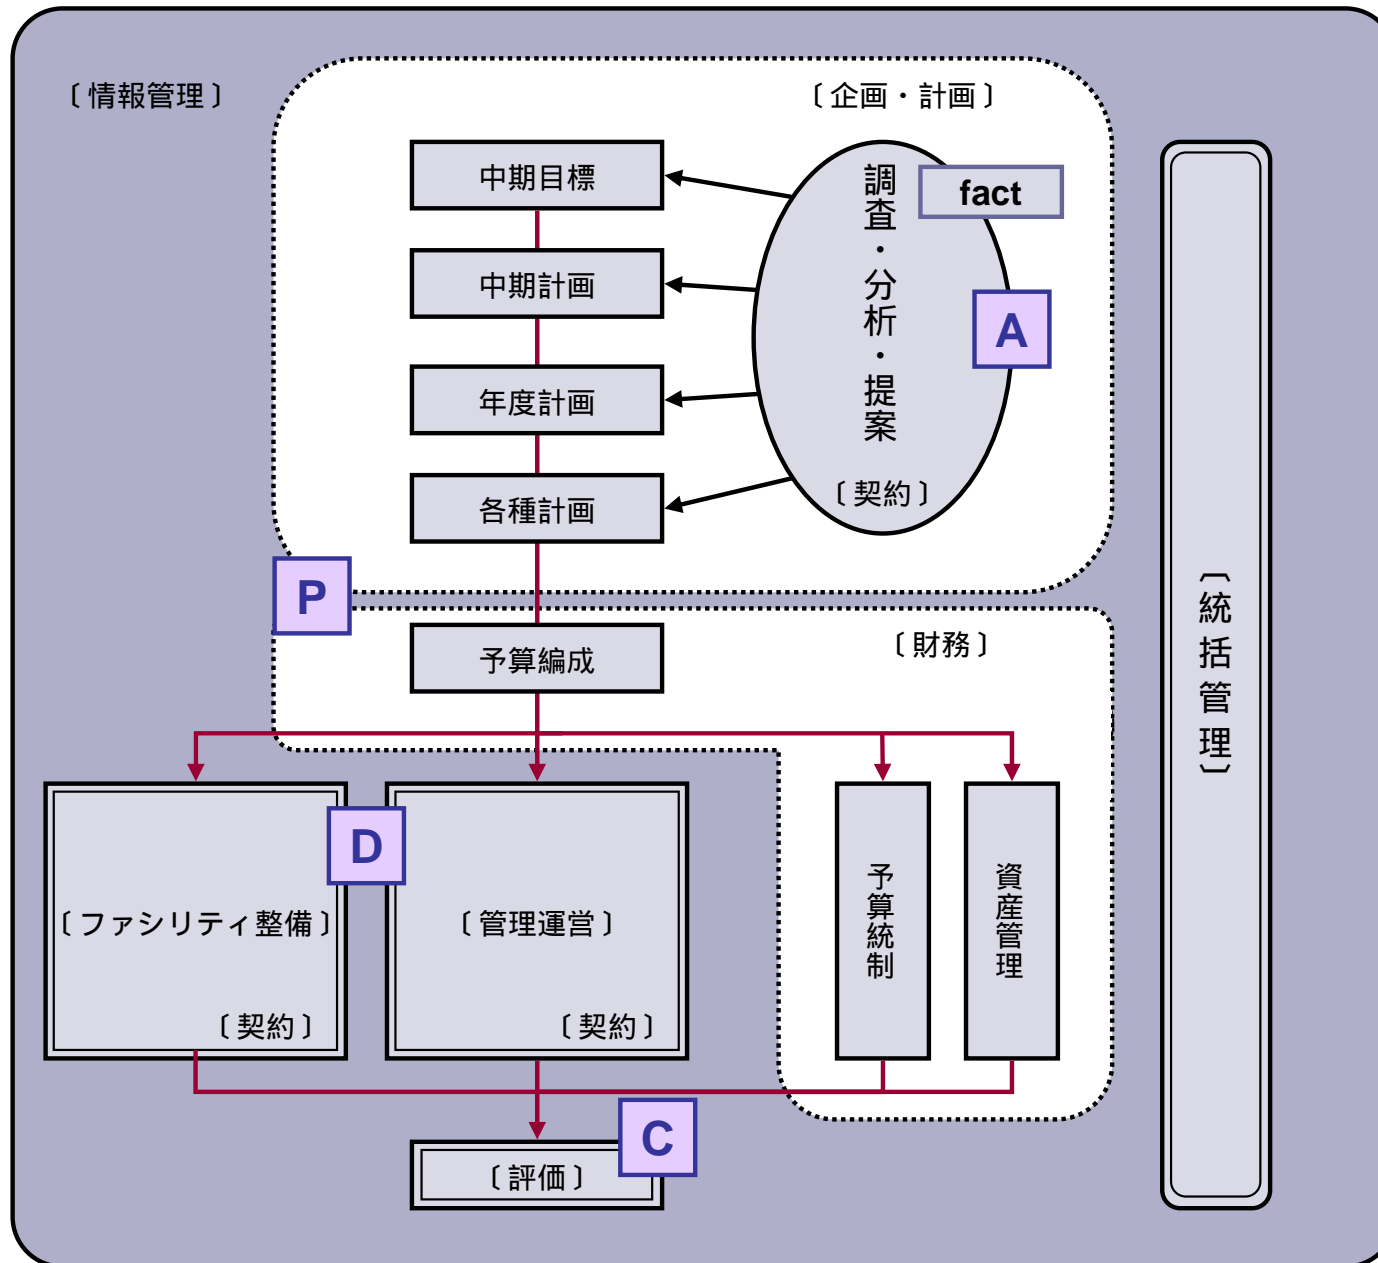 〔情報管理〕
〔企画・計画〕
中期目標
fact
調査・分析・提案
中期計画
A
年度計画
各種計画
〔契約〕
P
予算編成
〔財務〕
〔統括管理〕
D
〔ファシリティ整備〕
〔契約〕
〔管理運営〕
〔契約〕
予算統制
資産管理
C
〔評価〕